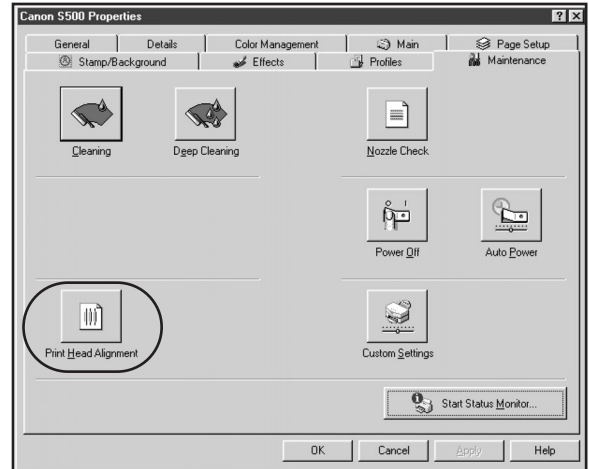 Canon S500 Properties
General Details Color Management Main Page Setup
Stamp/Background Effects Profiles Maintenance
Cleaning Deep Cleaning Nozzle Check
Power Off Auto Power
Print Head Alignment Custom Settings
Start Status Monitor...
OK Cancel Apply Help